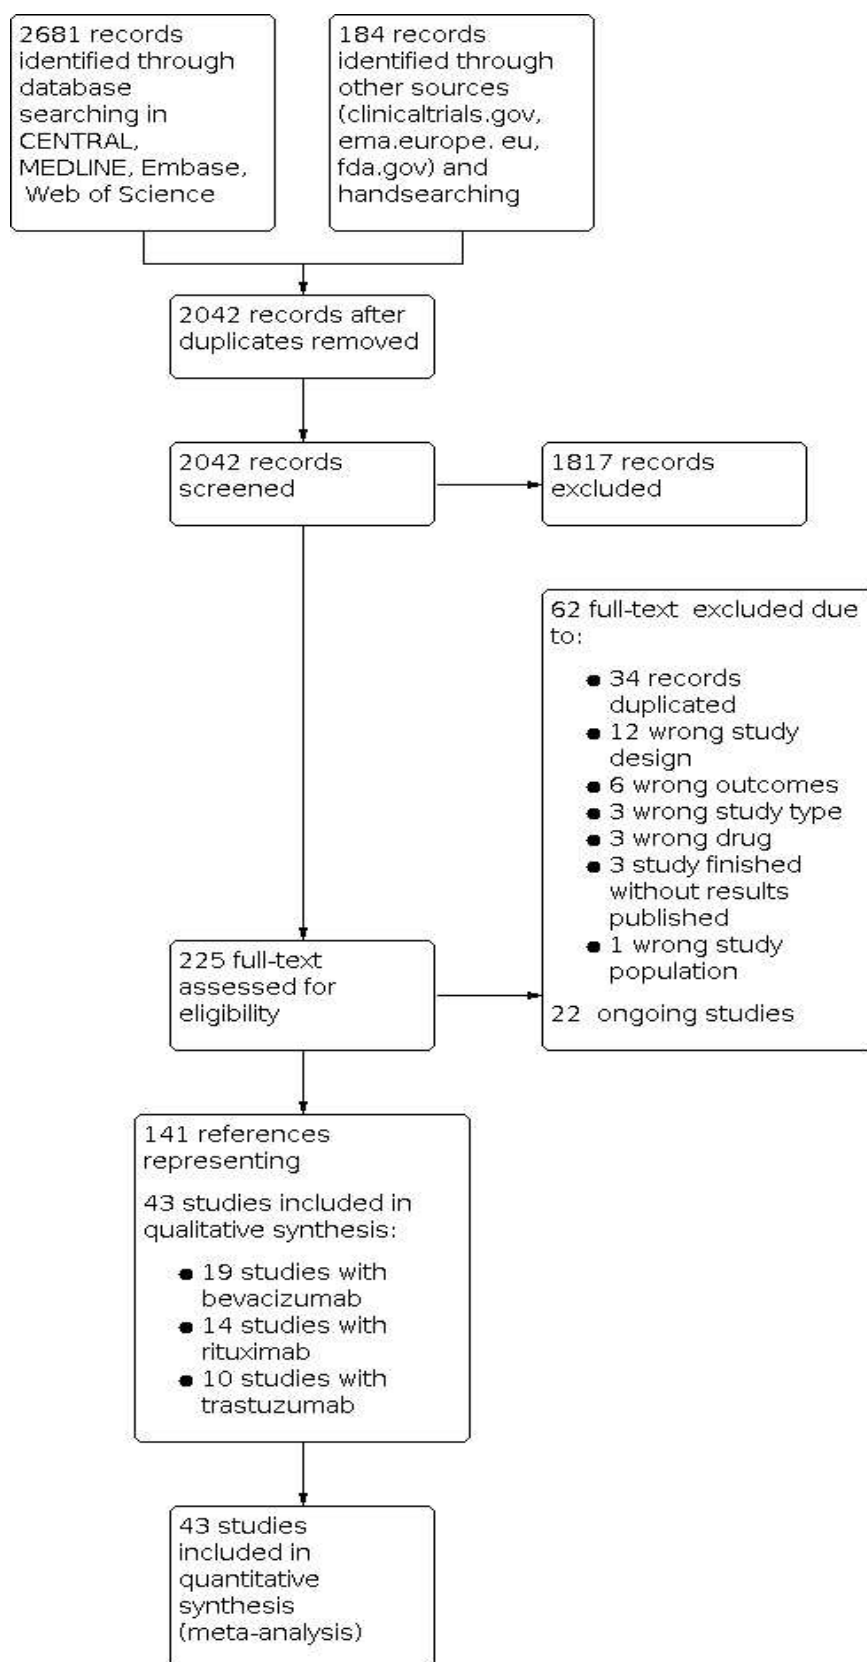 2681 records
identified through
database
searching in
CENTRAL,
MEDLINE, Embase,
Web of Science
184 records
identified through
other sources
(clinicaltrials.gov,
ema.europe. eu,
fda.gov) and
handsearching
2042 records after
duplicates removed
2042 records
screened
1817 records
excluded
62 full-text excluded due
to:
● 34 records
duplicated
● 12 wrong study
design
● 6 wrong outcomes
● 3 wrong study type
● 3 wrong drug
● 3 study finished
without results
published
● 1 wrong study
population
22 ongoing studies
225 full-text
assessed for
eligibility
141 references
representing
43 studies included in
qualitative synthesis:
● 19 studies with
bevacizumab
● 14 studies with
rituximab
● 10 studies with
trastuzumab
43 studies
included in
quantitative
synthesis
(meta-analysis)